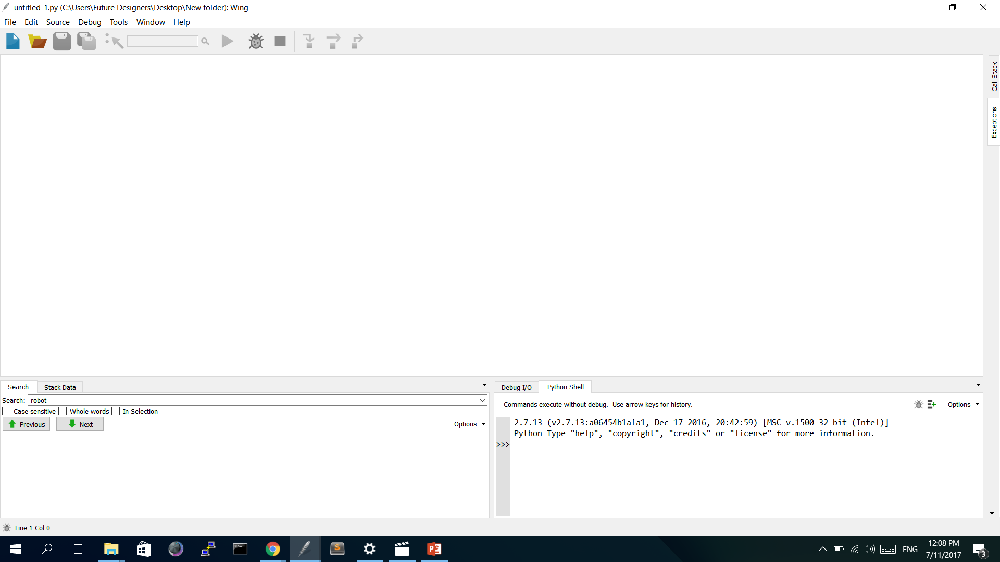 untitled-1.py (C:\Users\Future Designers\Desktop\New folder): Wing
File Edit Source Debug Tools Window Help
Call Stack
Exceptions
Search Stack Data
Search: robot
Case sensitive Whole words In Selection
Previous Next Options
Debug I/O Python Shell
Commands execute without debug. Use arrow keys for history. Options
2.7.13 (v2.7.13:a06454b1afa1, Dec 17 2016, 20:42:59) [MSC v.1500 32 bit (Intel)]
Python Type "help", "copyright", "credits" or "license" for more information.
>>>
Line 1 Col 0 -
ENG
12:08 PM
7/11/2017
3